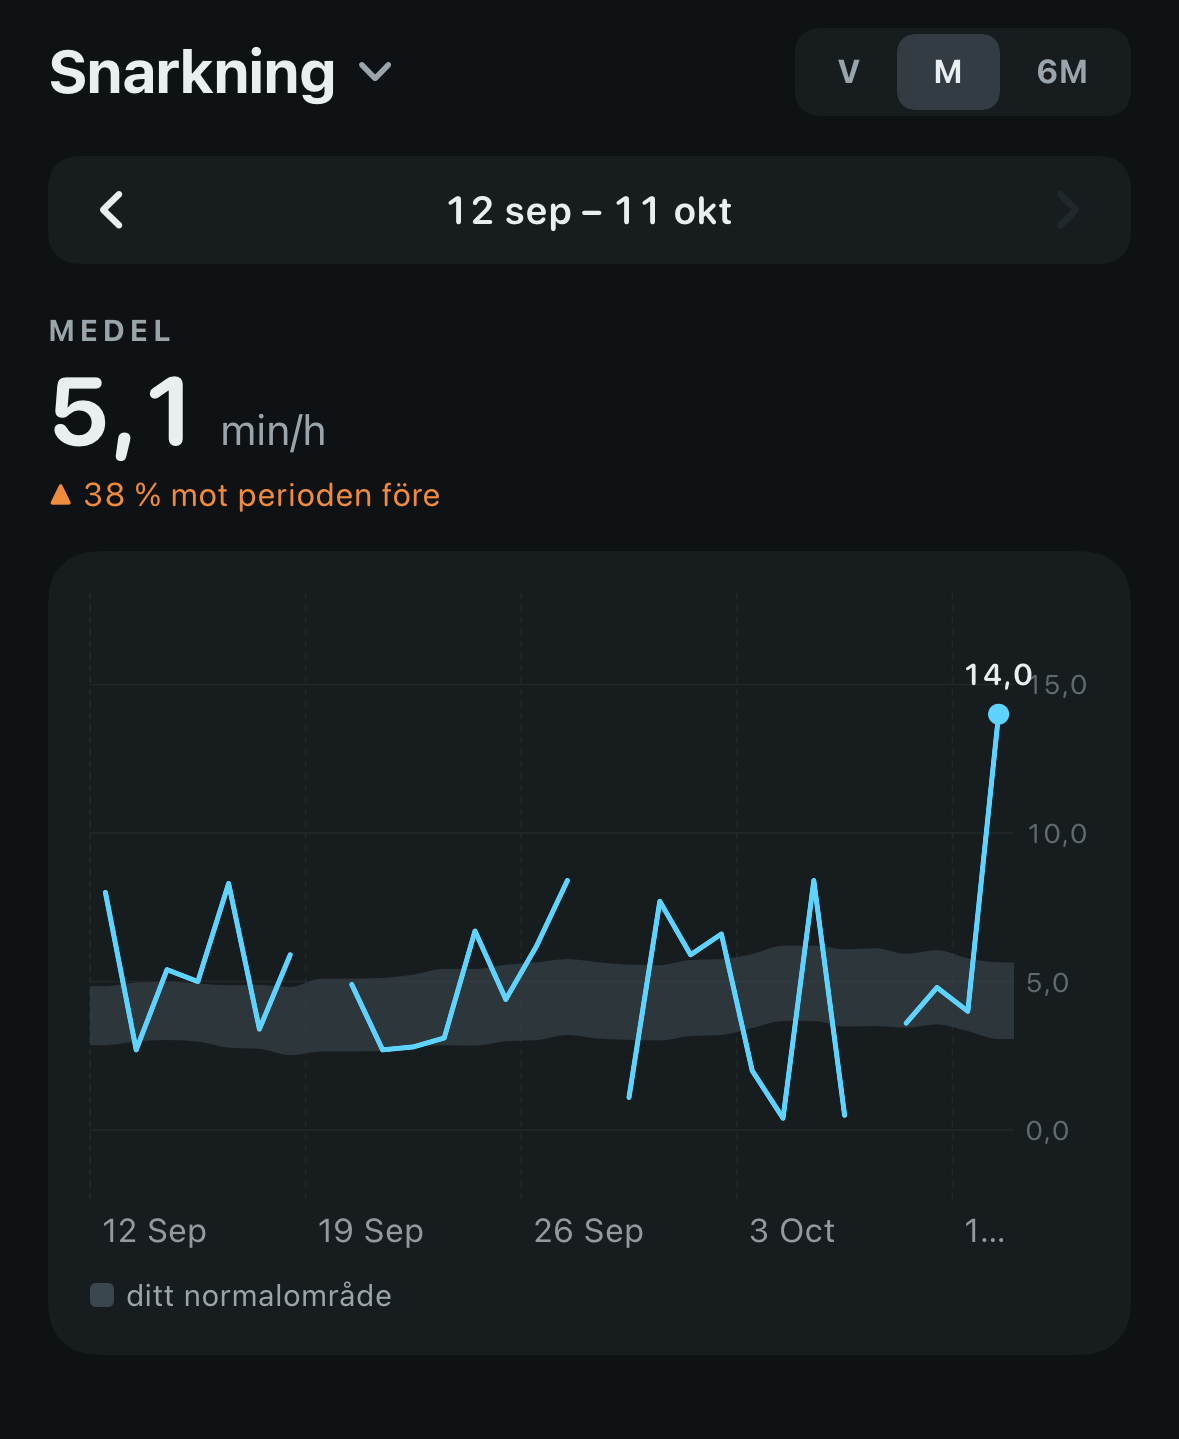 Snarkning
V M 6M
12 sep – 11 okt
MEDEL
5,1 min/h
▲ 38 % mot perioden före
14,0
15,0
10,0
5,0
0,0
12 Sep 19 Sep 26 Sep 3 Oct 1...
ditt normalområde